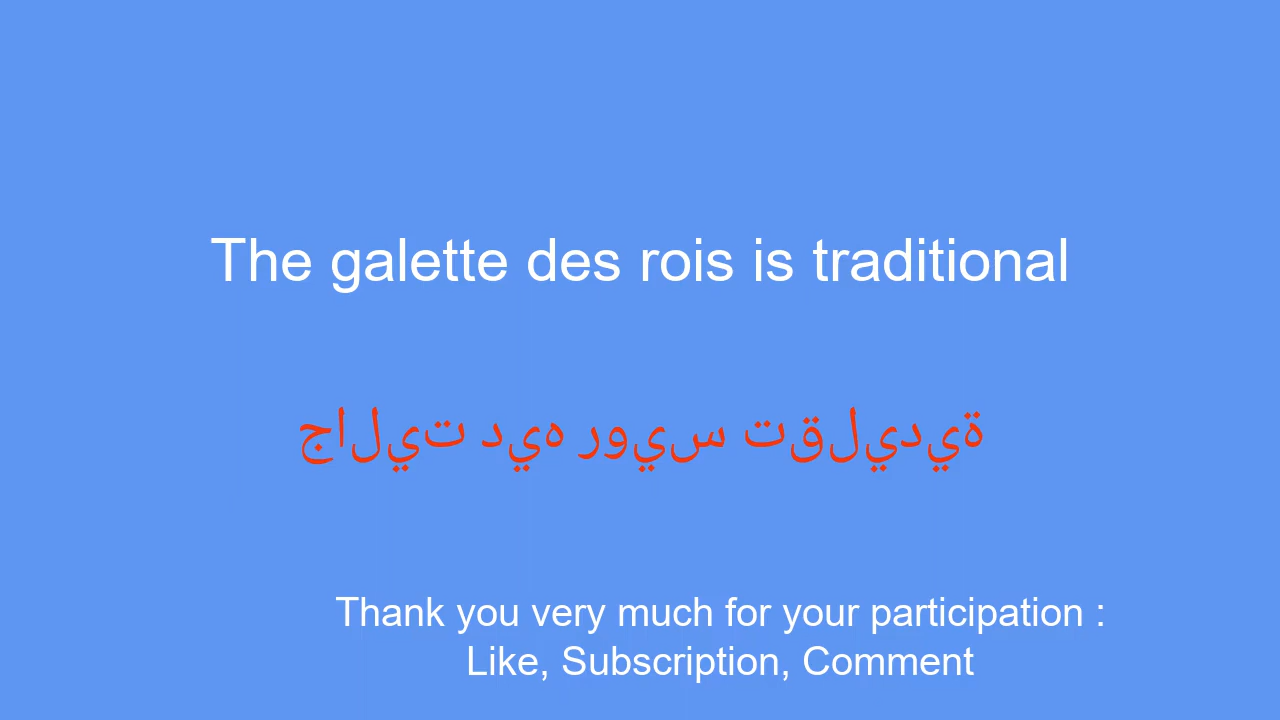 The galette des rois is traditional
جاليت ديه رويس تقليدية
Thank you very much for your participation :
Like, Subscription, Comment